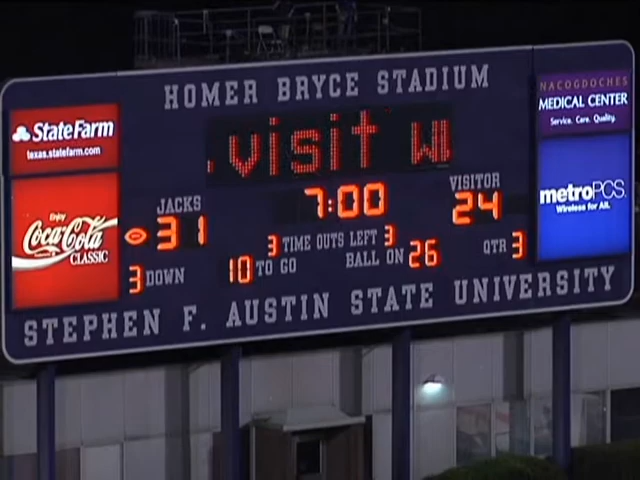 HOMER BRYCE STADIUM
StateFarm
texas.statefarm.com
Enjoy
Coca-Cola
CLASSIC
.visit
NACOGDOCHES
MEDICAL CENTER
Service. Care. Quality.
metroPCS.
Wireless for All.
JACKS
31
7:00
VISITOR
24
3 TIME OUTS LEFT 3
3 DOWN
10 TO GO
BALL ON 26
QTR 3
STEPHEN F. AUSTIN STATE UNIVERSITY